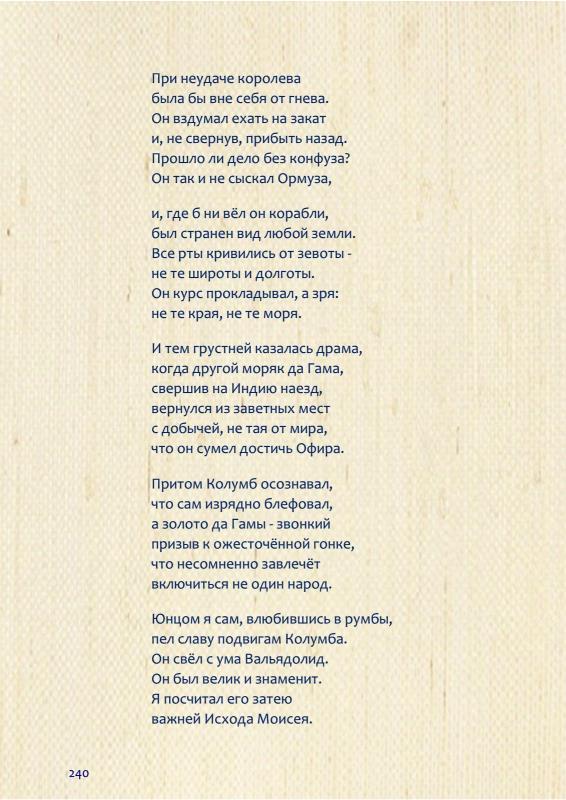 При неудаче королева
была бы вне себя от гнева.
Он вздумал ехать на закат
и, не свернув, прибыть назад.
Прошло ли дело без конфуза?
Он так и не сыскал Ормуза,
и, где б ни вёл он корабли,
был странен вид любой земли.
Все рты кривились от зевоты -
не те широты и долготы.
Он курс прокладывал, а зря:
не те края, не те моря.
И тем грустней казалась драма,
когда другой моряк да Гама,
свершив на Индию наезд,
вернулся из заветных мест
с добычей, не тая от мира,
что он сумел достичь Офира.
Притом Колумб осознавал,
что сам изрядно блефовал,
а золото да Гамы - звонкий
призыв к ожесточённой гонке,
что несомненно завлечёт
включиться не один народ.
Юнцом я сам, влюбившись в румбы,
пел славу подвигам Колумба.
Он свёл с ума Вальядолид.
Он был велик и знаменит.
Я посчитал его затею
важней Исхода Моисея.
240